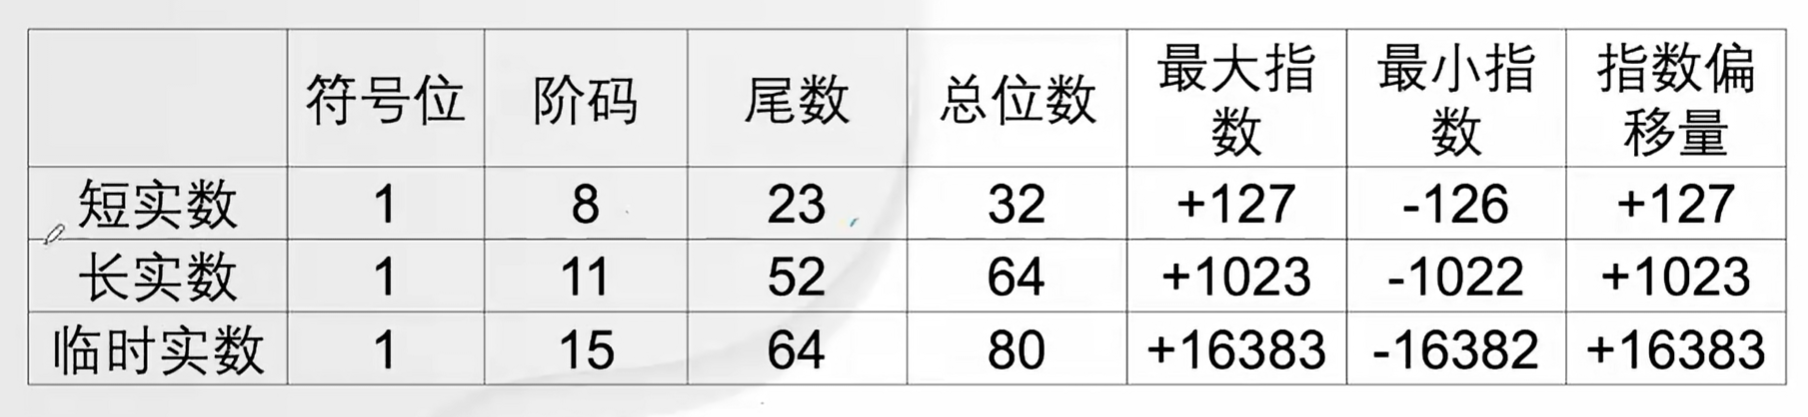 符号位 阶码 尾数 总位数 最大指数 最小指数 指数偏移量
短实数 1 8 23 32 +127 -126 +127
长实数 1 11 52 64 +1023 -1022 +1023
临时实数 1 15 64 80 +16383 -16382 +16383